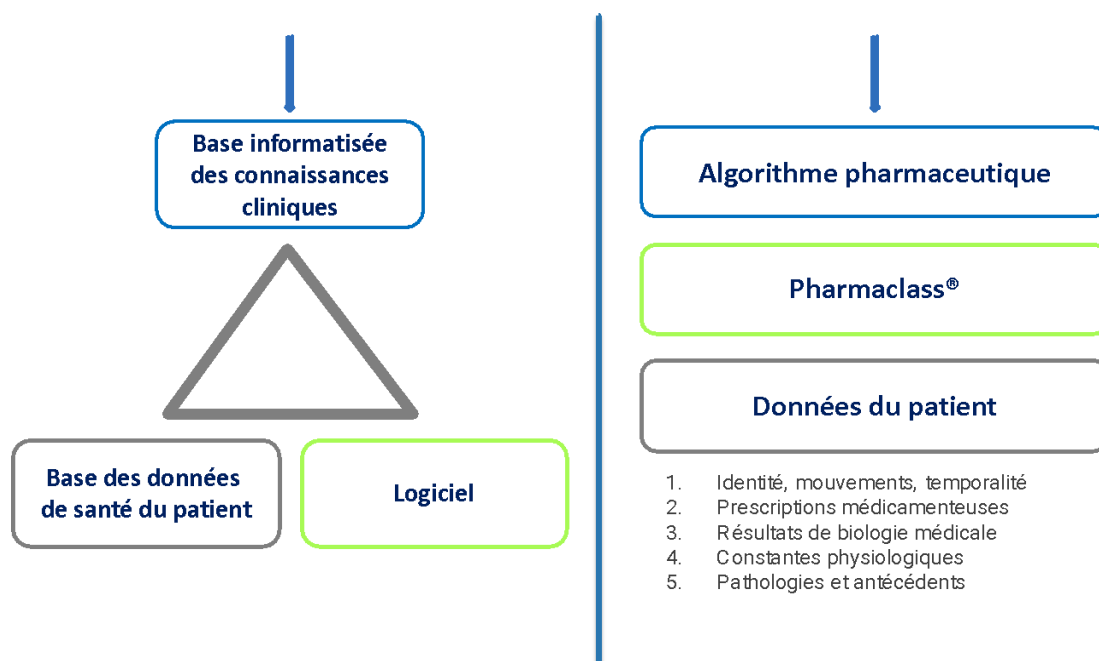 Base informatisée
des connaissances
cliniques
Base des données
de santé du patient
Logiciel
Algorithme pharmaceutique
Pharmaclass®
Données du patient
1. Identité, mouvements, temporalité
2. Prescriptions médicamenteuses
3. Résultats de biologie médicale
4. Constantes physiologiques
5. Pathologies et antécédents